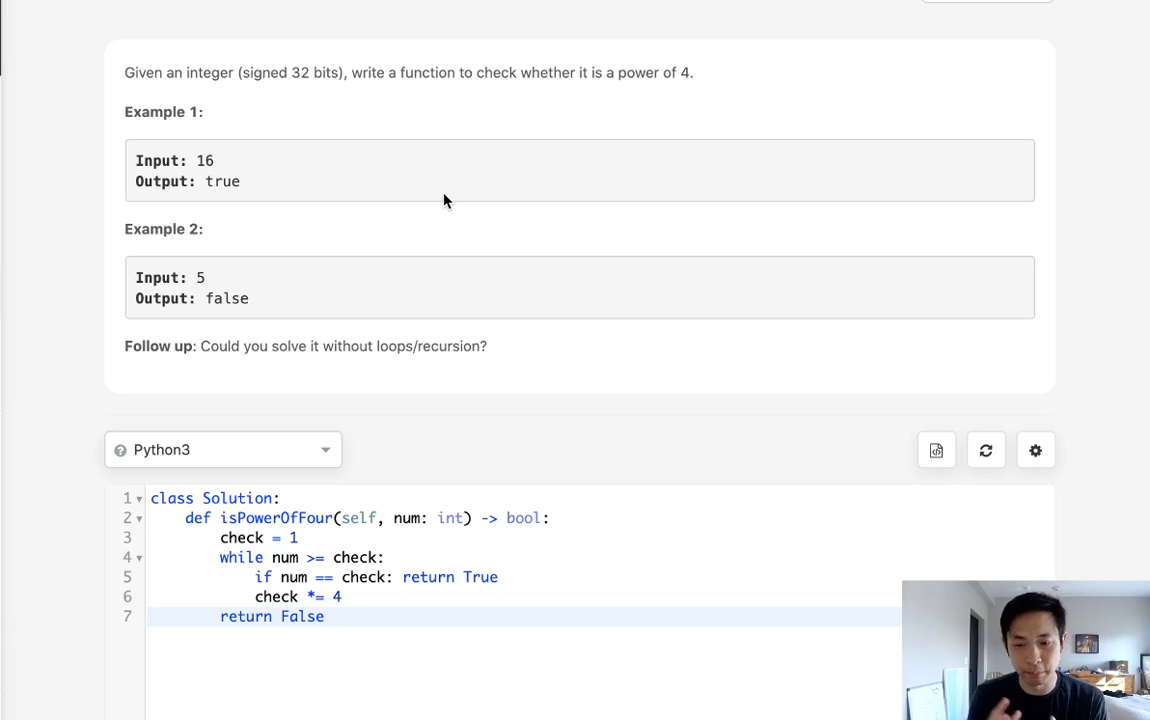 Given an integer (signed 32 bits), write a function to check whether it is a power of 4.
Example 1:
Input: 16
Output: true
Example 2:
Input: 5
Output: false
Follow up: Could you solve it without loops/recursion?
Python3
1 class Solution:
2 def isPowerOfFour(self, num: int) -> bool:
3 check = 1
4 while num >= check:
5 if num == check: return True
6 check *= 4
7 return False